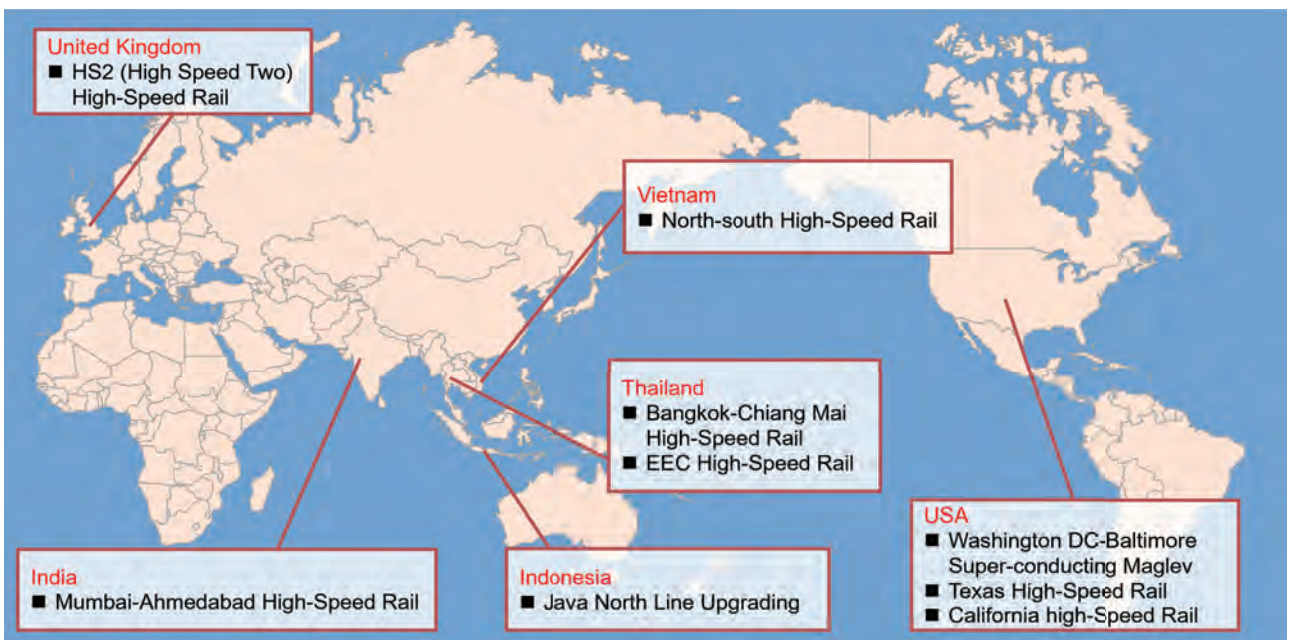 United Kingdom
■ HS2 (High Speed Two)
High-Speed Rail
Vietnam
■ North-south High-Speed Rail
Thailand
■ Bangkok-Chiang Mai
High-Speed Rail
■ EEC High-Speed Rail
USA
■ Washington DC-Baltimore
Super-conducting Maglev
■ Texas High-Speed Rail
■ California high-Speed Rail
India
■ Mumbai-Ahmedabad High-Speed Rail
Indonesia
■ Java North Line Upgrading